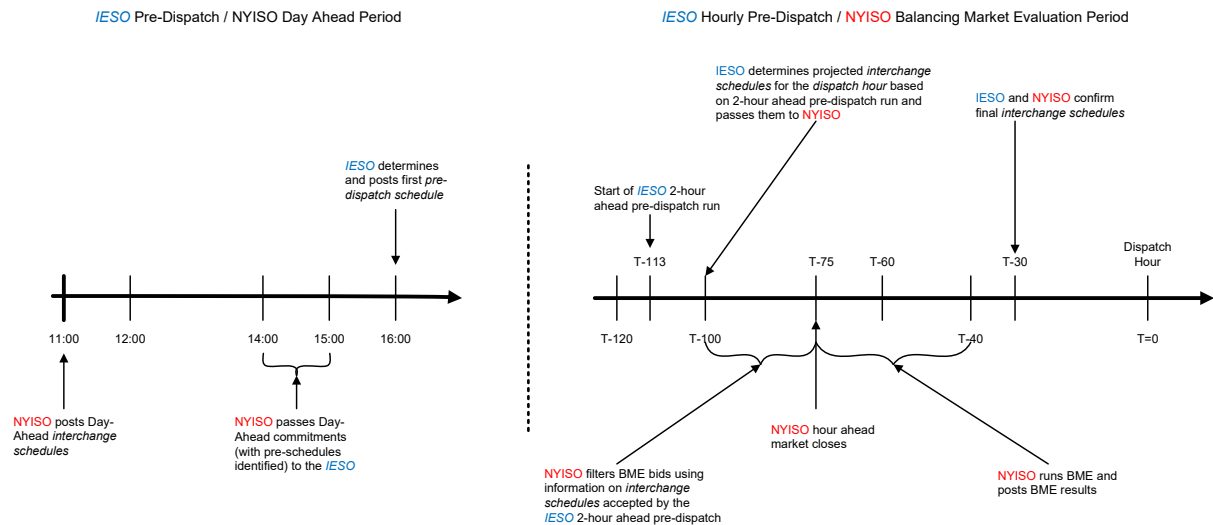 IESO Pre-Dispatch / NYISO Day Ahead Period
IESO determines
and posts first pre-
dispatch schedule
11:00
12:00
14:00
15:00
16:00
NYISO posts Day-
Ahead interchange
schedules
NYISO passes Day-
Ahead commitments
(with pre-schedules
identified) to the IESO
IESO Hourly Pre-Dispatch / NYISO Balancing Market Evaluation Period
IESO determines projected interchange
schedules for the dispatch hour based
on 2-hour ahead pre-dispatch run and
passes them to NYISO
IESO and NYISO confirm
final interchange schedules
Start of IESO 2-hour
ahead pre-dispatch run
T-113
T-75
T-60
T-30
Dispatch
Hour
T-120
T-100
T-40
T=0
NYISO hour ahead
market closes
NYISO filters BME bids using
information on interchange
schedules accepted by the
IESO 2-hour ahead pre-dispatch
NYISO runs BME and
posts BME results